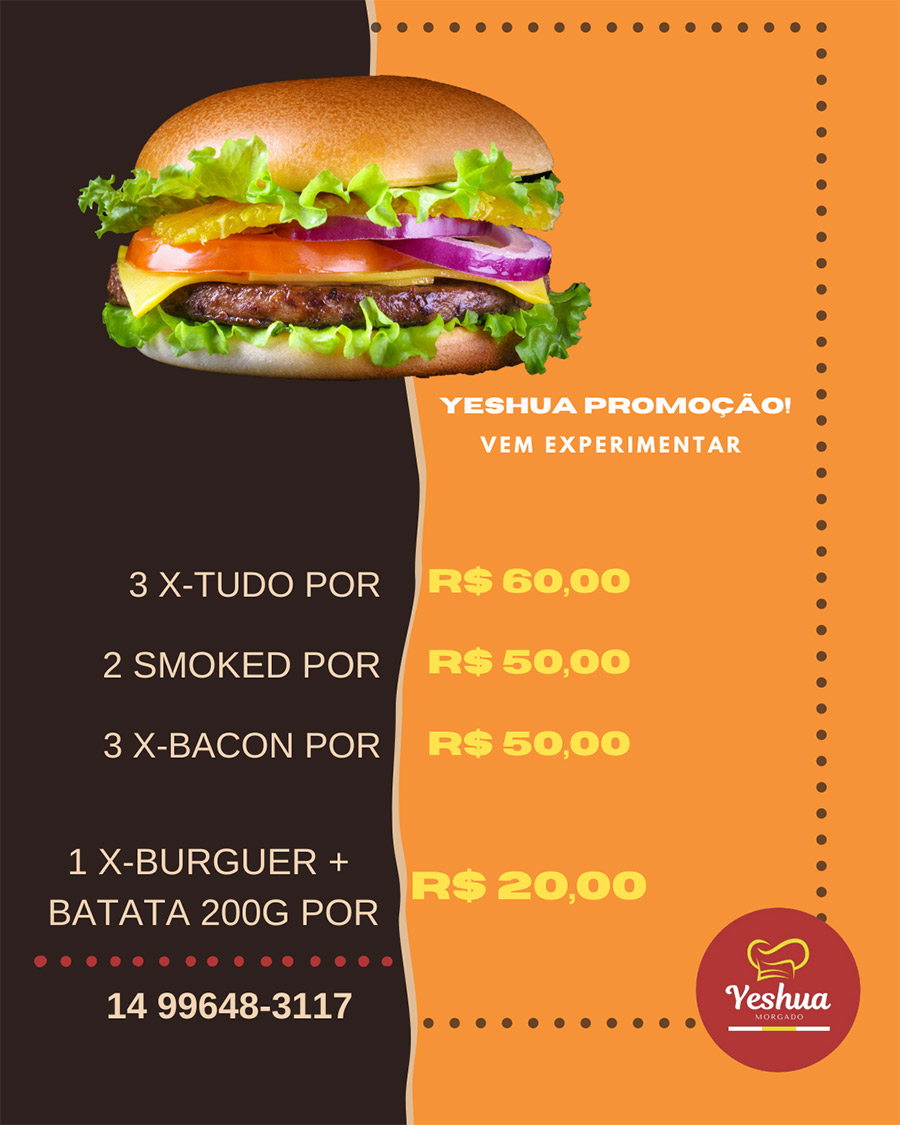 YESHUA PROMOÇÃO!
VEM EXPERIMENTAR
3 X-TUDO POR R$ 60,00
2 SMOKED POR R$ 50,00
3 X-BACON POR R$ 50,00
1 X-BURGUER +
BATATA 200G POR R$ 20,00
14 99648-3117
Yeshua
MORGADO